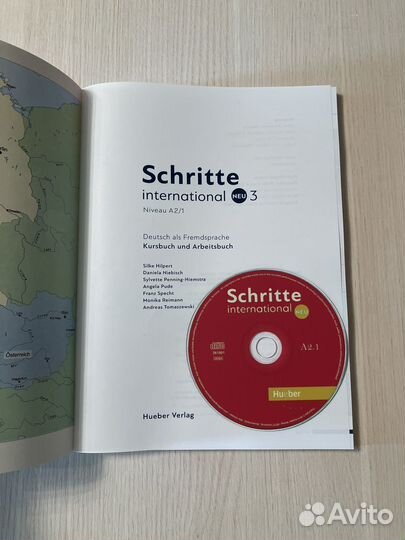 Schritte
international NEU 3
Niveau A2/1
Deutsch als Fremdsprache
Kursbuch und Arbeitsbuch
Silke Hilpert
Daniela Niebisch
Sylvette Penning-Hiemstra
Angela Pude
Franz Specht
Monika Reimann
Andreas Tomaszewski
Hueber Verlag
Schritte
international NEU
A2.1
Hueber
Österreich
Avito